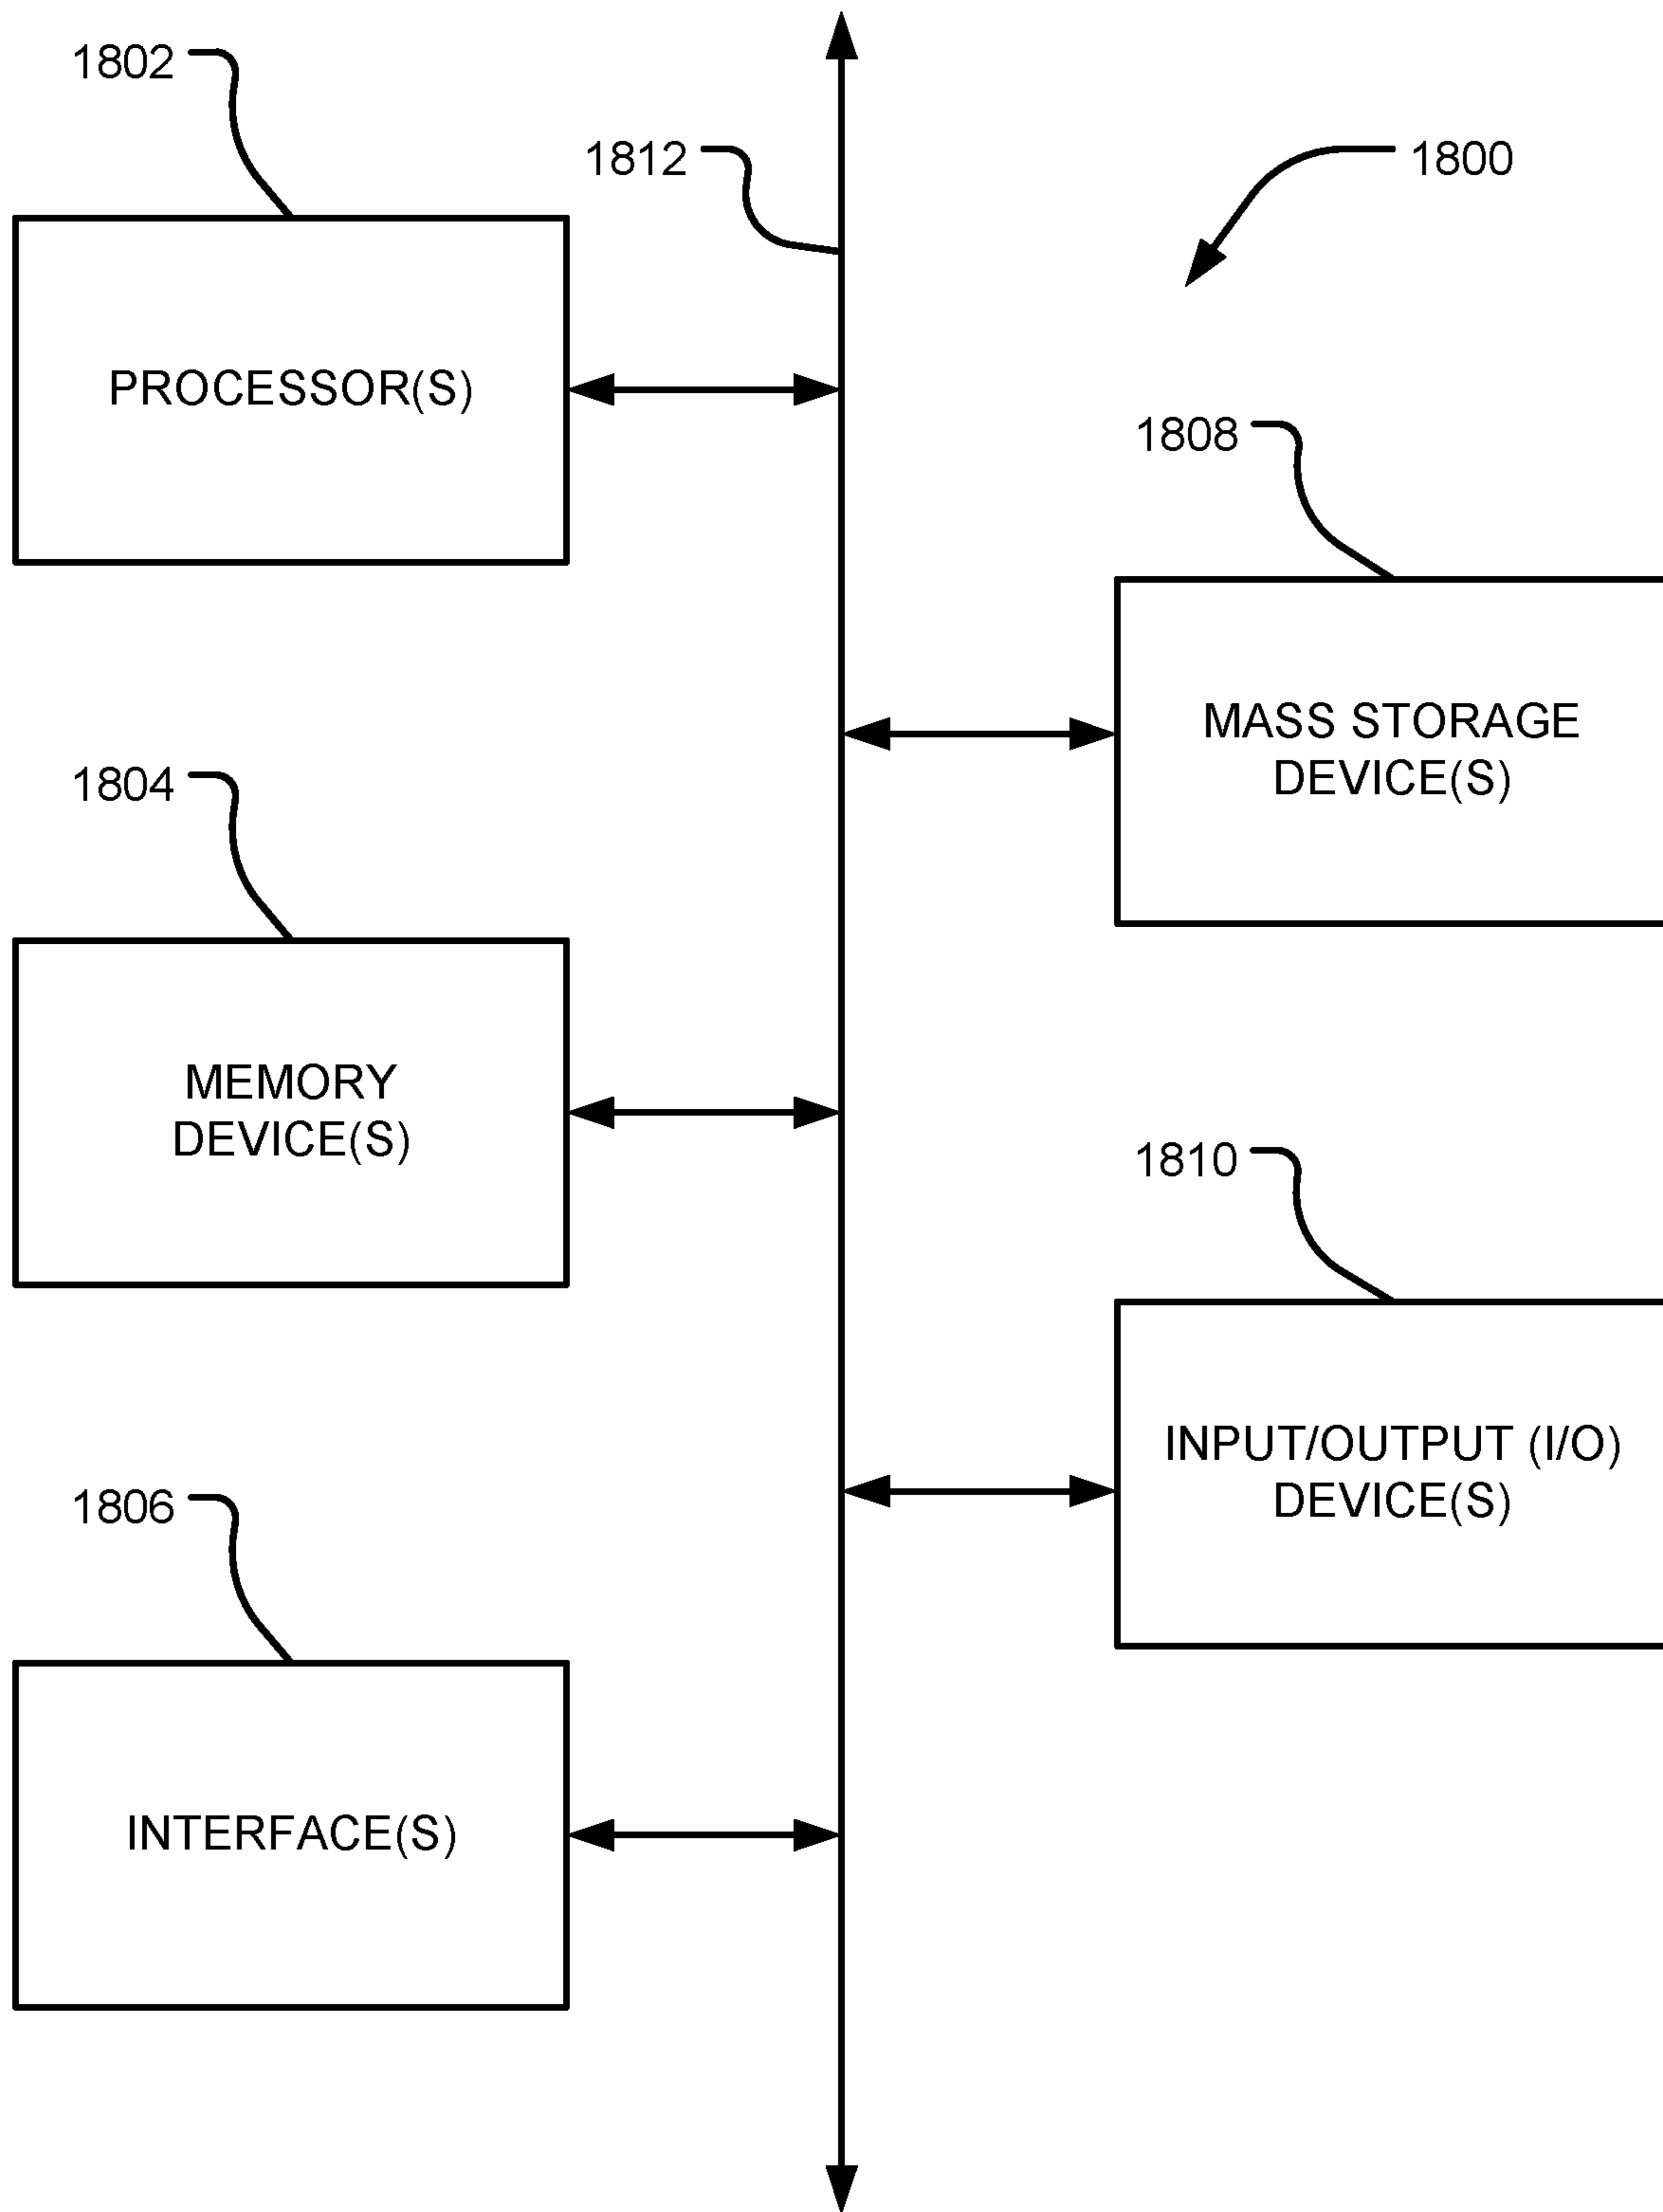 1802
1812
1800
PROCESSOR(S)
1808
MASS STORAGE
DEVICE(S)
1804
MEMORY
DEVICE(S)
1810
INPUT/OUTPUT (I/O)
DEVICE(S)
1806
INTERFACE(S)